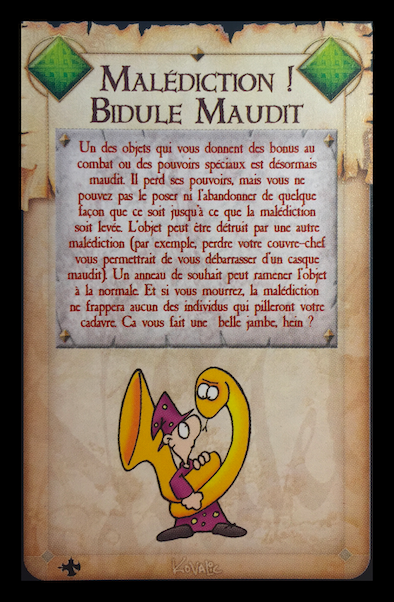 Malédiction !
Bidule Maudit
Un des objets qui vous donnent des bonus au
combat ou des pouvoirs spéciaux est désormais
maudit. Il perd ses pouvoirs, mais vous ne
pouvez pas le poser ni l'abandonner de quelque
façon que ce soit jusqu'à ce que la malédiction
soit levée. L'objet peut être détruit par une autre
malédiction (par exemple, perdre votre couvre-chef
vous permettrait de vous débarrasser d'un casque
maudit). Un anneau de souhait peut ramener l'objet
à la normale. Et si vous mourrez, la malédiction
ne frappera aucun des individus qui pilleront votre
cadavre. Ca vous fait une belle jambe, hein ?
Kovalic